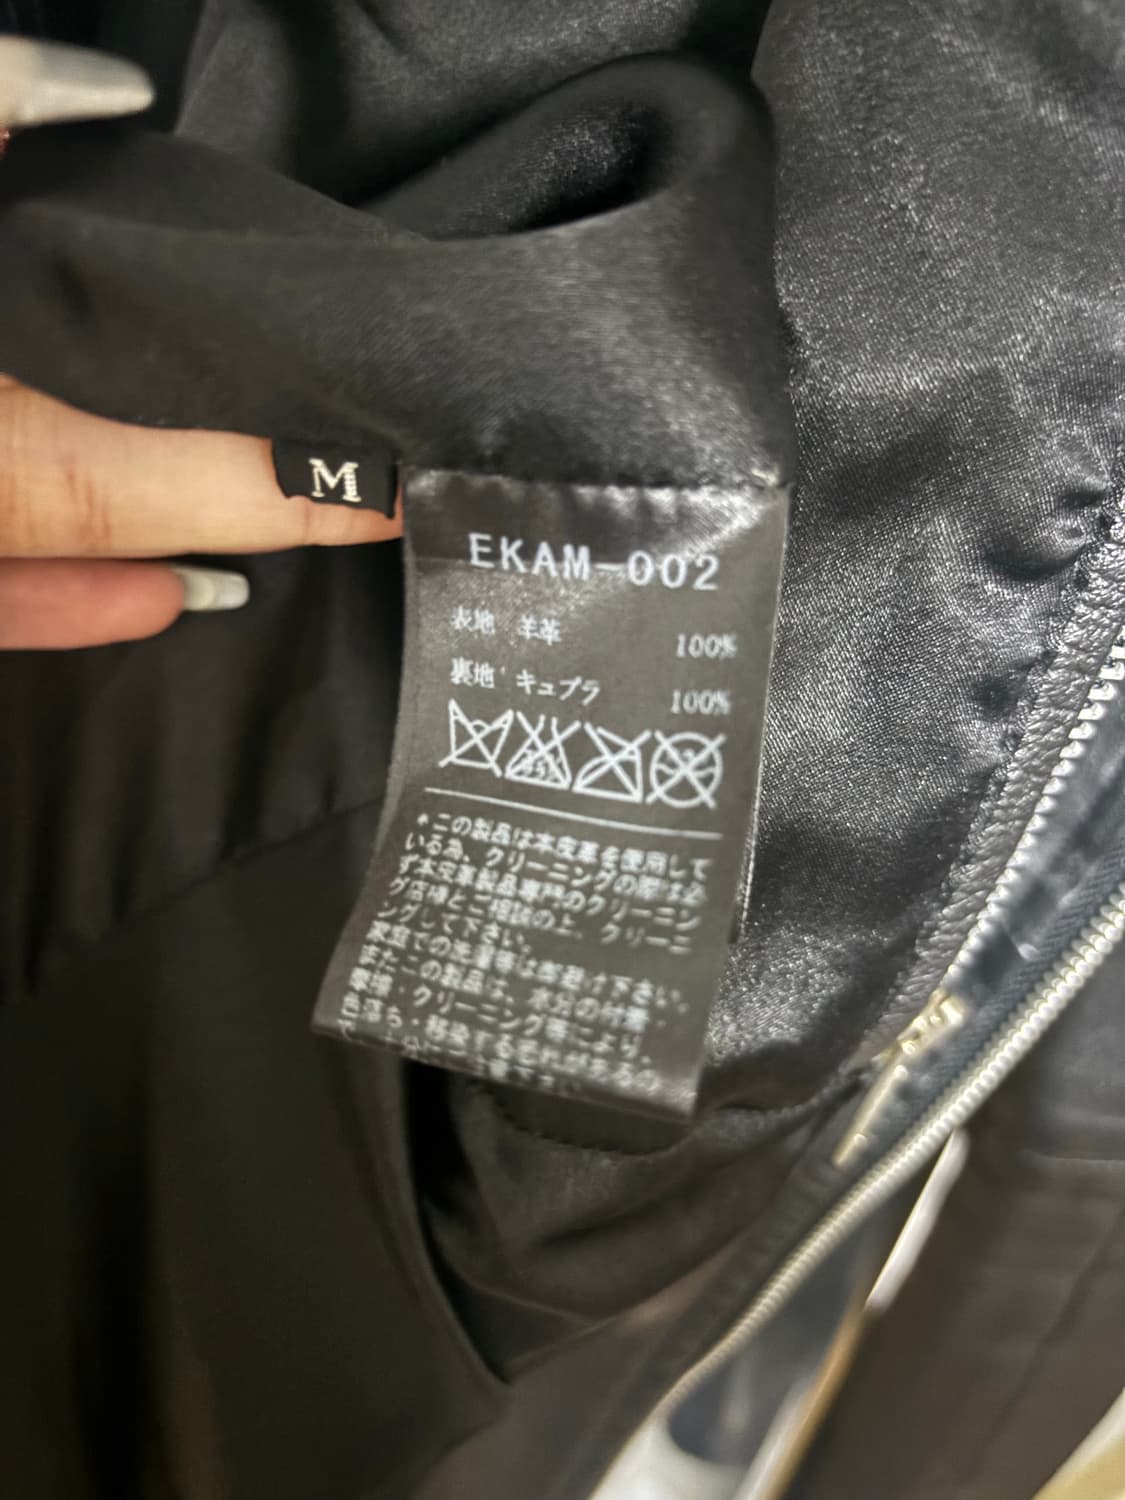 M
EKAM-002
表地 羊革 100%
裏地 キュプラ 100%
*この製品は本皮革を使用して
いる為、クリーニングの際は必
ず本皮革製品専門のクリーニン
グ店様とご相談の上、クリーニ
ングして下さい。
家庭での洗濯等はお避け下さい。
またこの製品は、水分の付着・
摩擦・クリーニング等により、
色落ち・移染する恐れがあるの